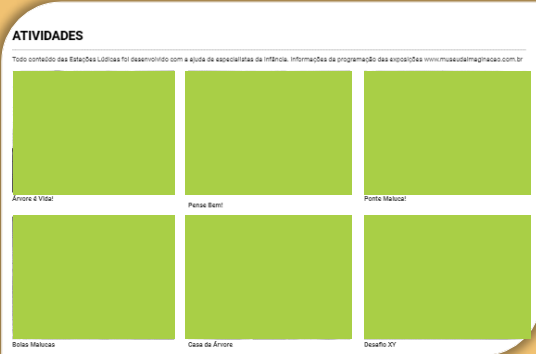 ATIVIDADES
Todo conteúdo das Estações Lúdicas foi desenvolvido com a ajuda de especialistas da infância. Informações da programação das exposições www.museudaimaginacao.com.br
Árvore é Vida!
Pense Bem!
Ponte Maluca!
Bolas Malucas
Casa da Árvore
Desafio XY